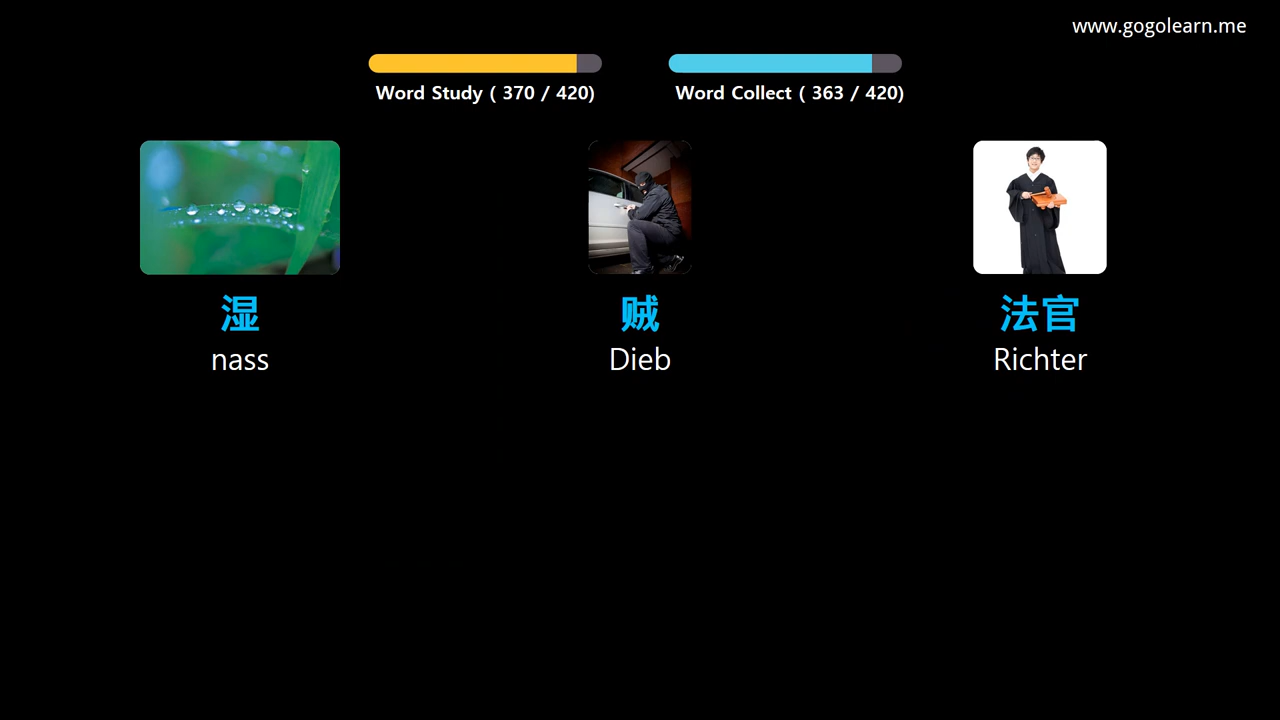 www.gogolearn.me
Word Study ( 370 / 420)
Word Collect ( 363 / 420)
湿
nass
贼
Dieb
法官
Richter